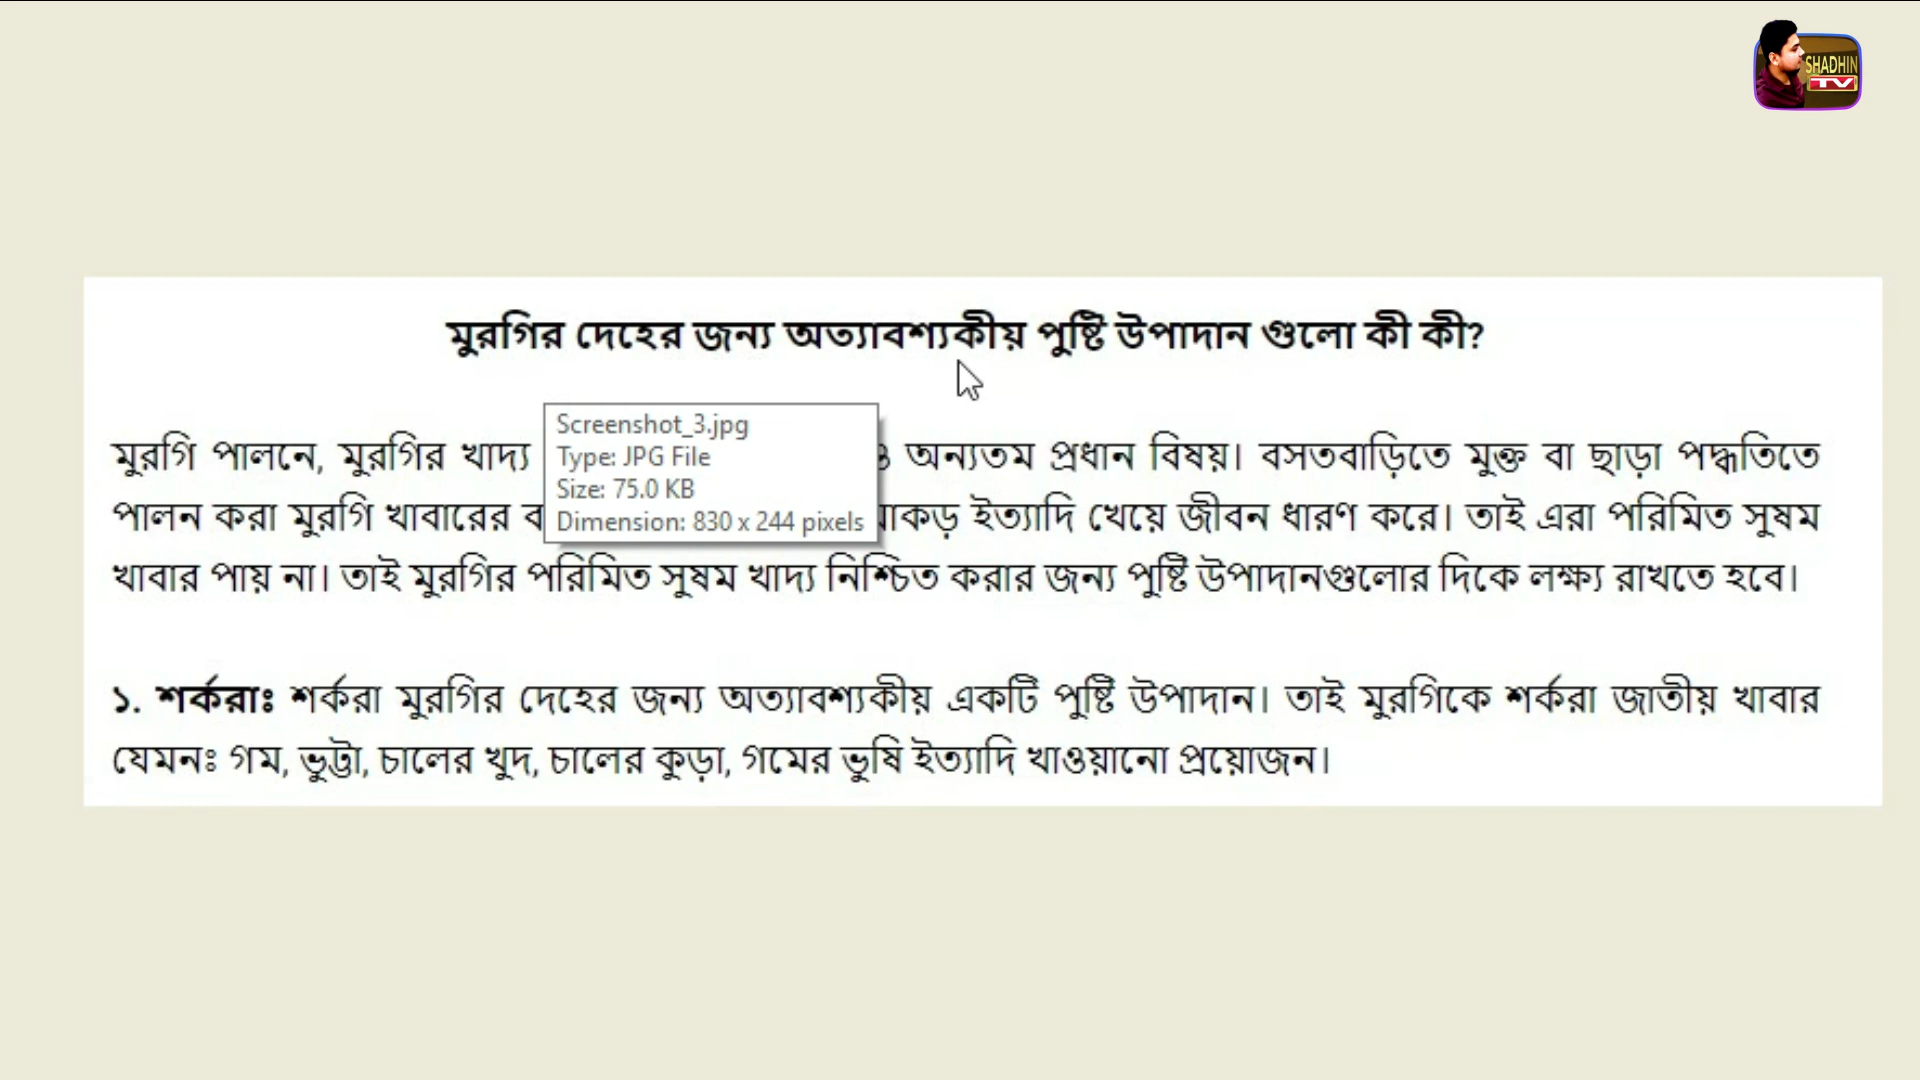 SHADHIN
TV
মুরগির দেহের জন্য অত্যাবশ্যকীয় পুষ্টি উপাদান গুলো কী কী?
Screenshot_3.jpg
Type: JPG File
Size: 75.0 KB
Dimension: 830 x 244 pixels
মুরগি পালনে, মুরগির খাদ্য অন্যতম প্রধান বিষয়। বসতবাড়িতে মুক্ত বা ছাড়া পদ্ধতিতে
পালন করা মুরগি খাবারের ইত্যাদি খেয়ে জীবন ধারণ করে। তাই এরা পরিমিত সুষম
খাবার পায় না। তাই মুরগির পরিমিত সুষম খাদ্য নিশ্চিত করার জন্য পুষ্টি উপাদানগুলোর দিকে লক্ষ্য রাখতে হবে।
১. শর্করাঃ শর্করা মুরগির দেহের জন্য অত্যাবশ্যকীয় একটি পুষ্টি উপাদান। তাই মুরগিকে শর্করা জাতীয় খাবার
যেমনঃ গম, ভুট্টা, চালের খুদ, চালের কুড়া, গমের ভুষি ইত্যাদি খাওয়ানো প্রয়োজন।